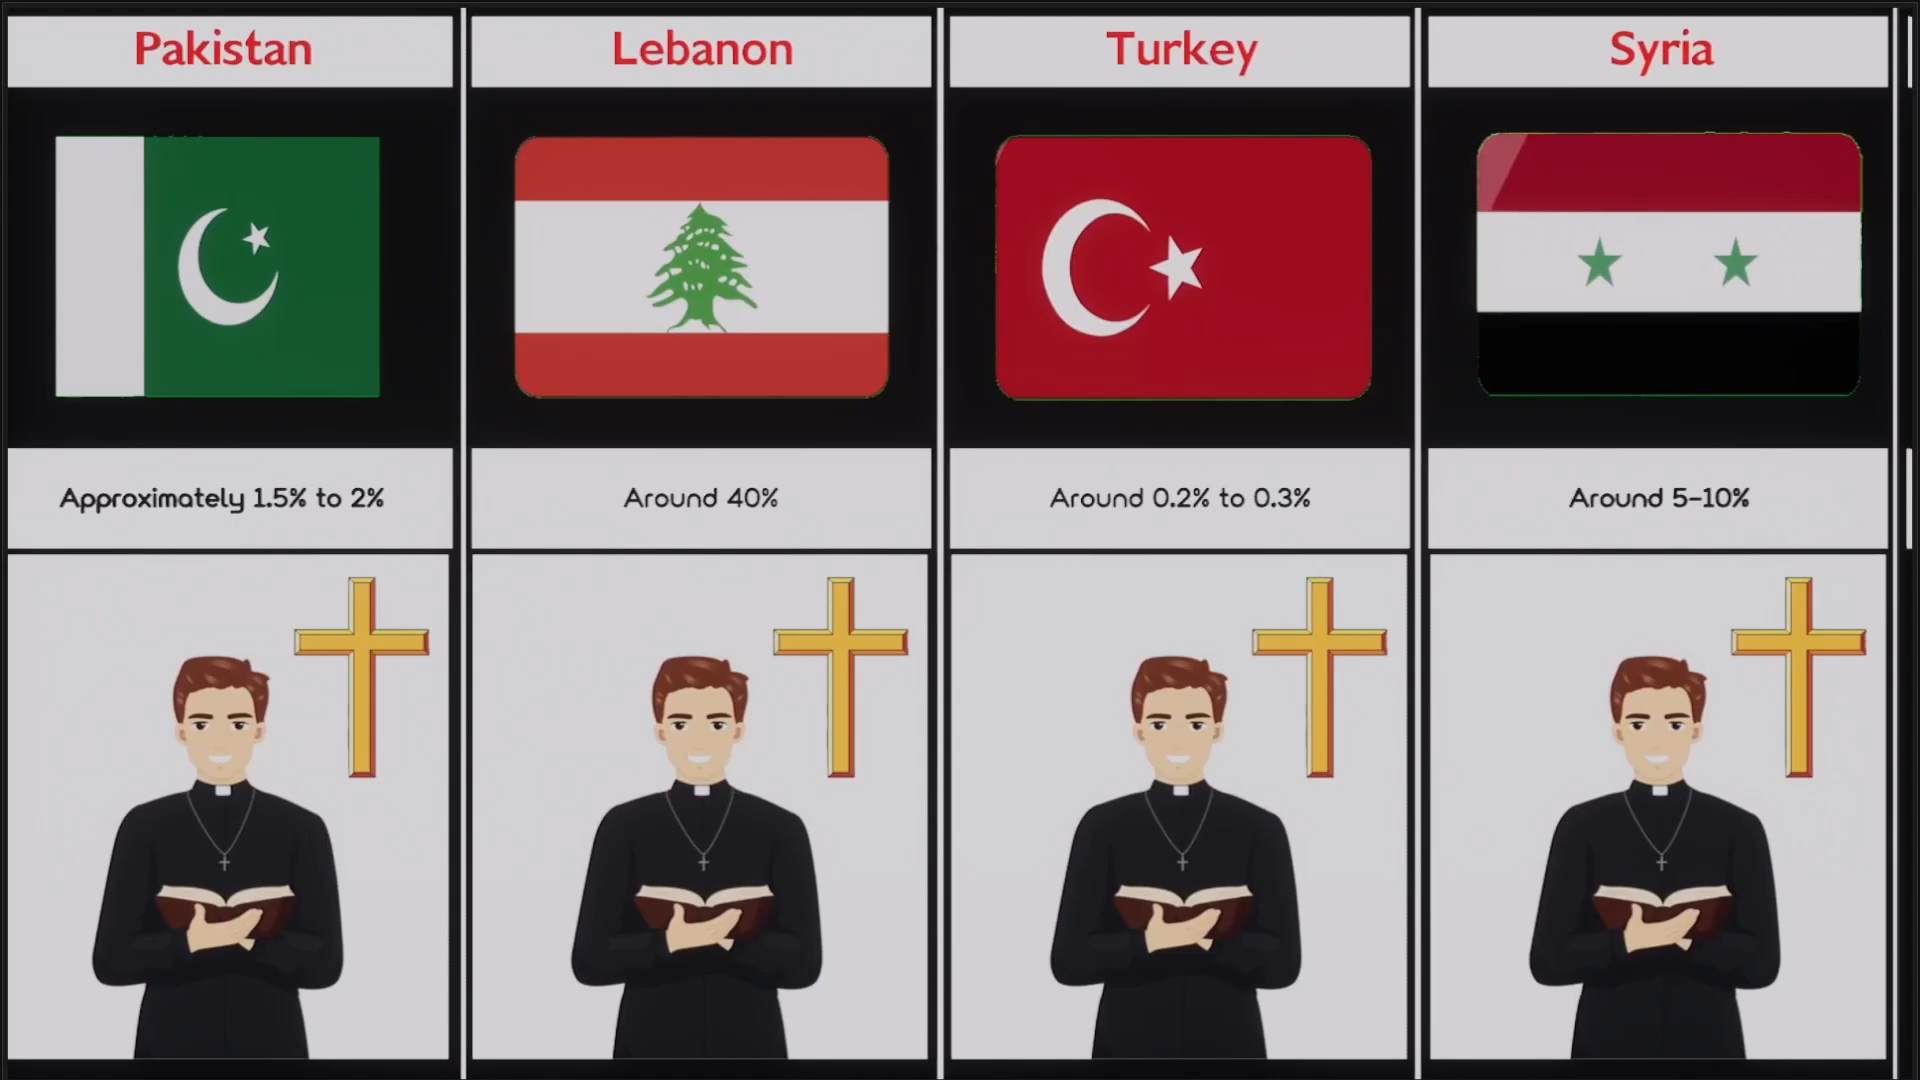 Pakistan
Lebanon
Turkey
Syria
Approximately 1.5% to 2%
Around 40%
Around 0.2% to 0.3%
Around 5-10%